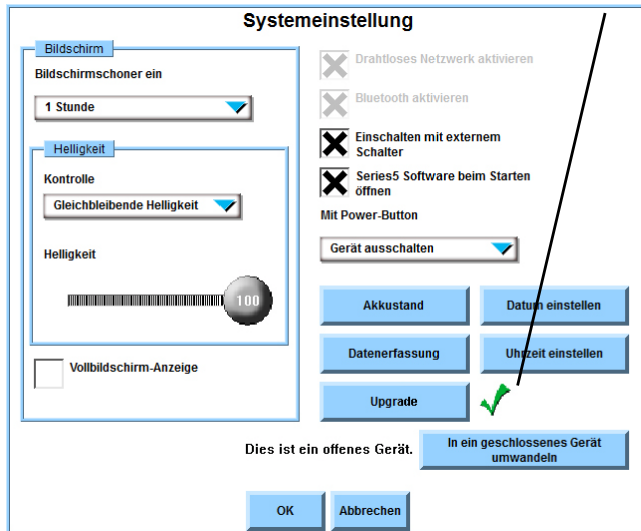 Systemeinstellung
Bildschirm
Bildschirmschoner ein
1 Stunde
Helligkeit
Kontrolle
Gleichbleibende Helligkeit
Helligkeit
100
Vollbildschirm-Anzeige
Drahtloses Netzwerk aktivieren
Bluetooth aktivieren
Einschalten mit externem
Schalter
Series5 Software beim Starten
öffnen
Mit Power-Button
Gerät ausschalten
Akkustand
Datum einstellen
Datenerfassung
Uhrzeit einstellen
Upgrade
Dies ist ein offenes Gerät.
In ein geschlossenes Gerät
umwandeln
OK
Abbrechen